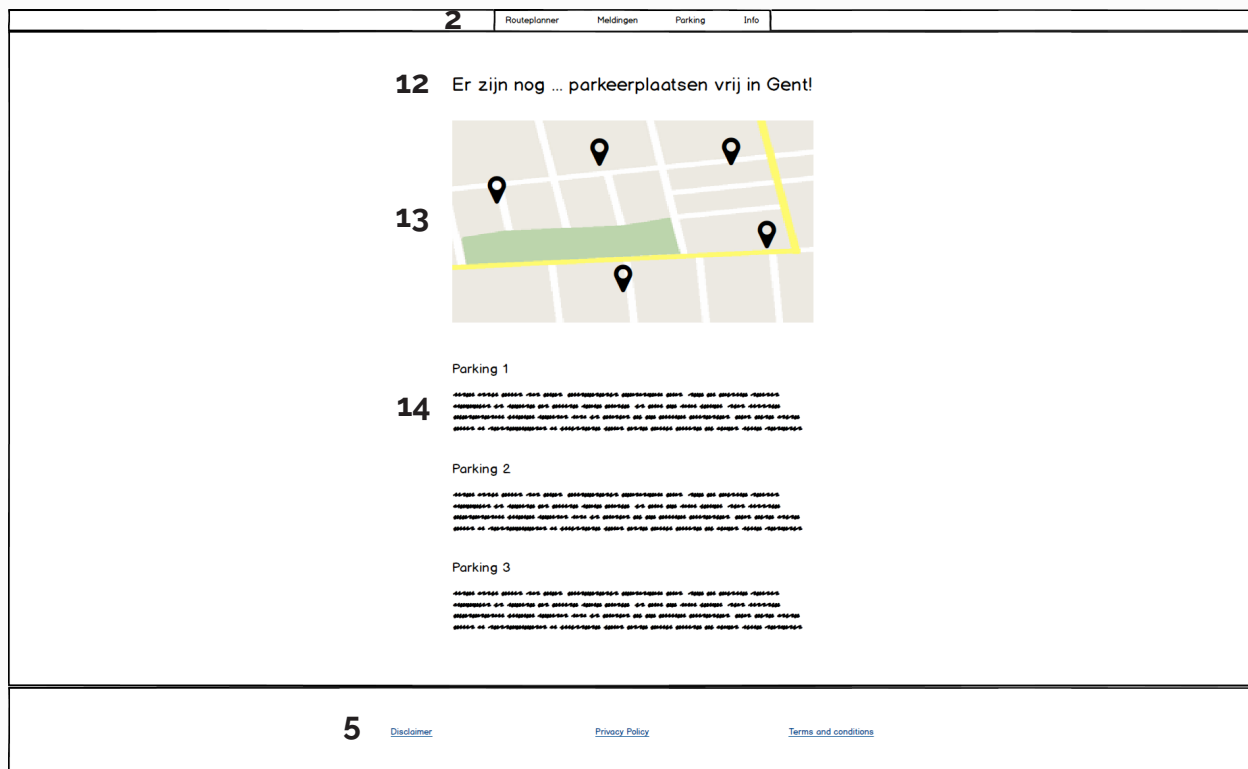 2 Routeplanner Meldingen Parking Info
12 Er zijn nog ... parkeerplaatsen vrij in Gent!
13
Parking 1
14
Parking 2
Parking 3
5 Disclaimer Privacy Policy Terms and conditions